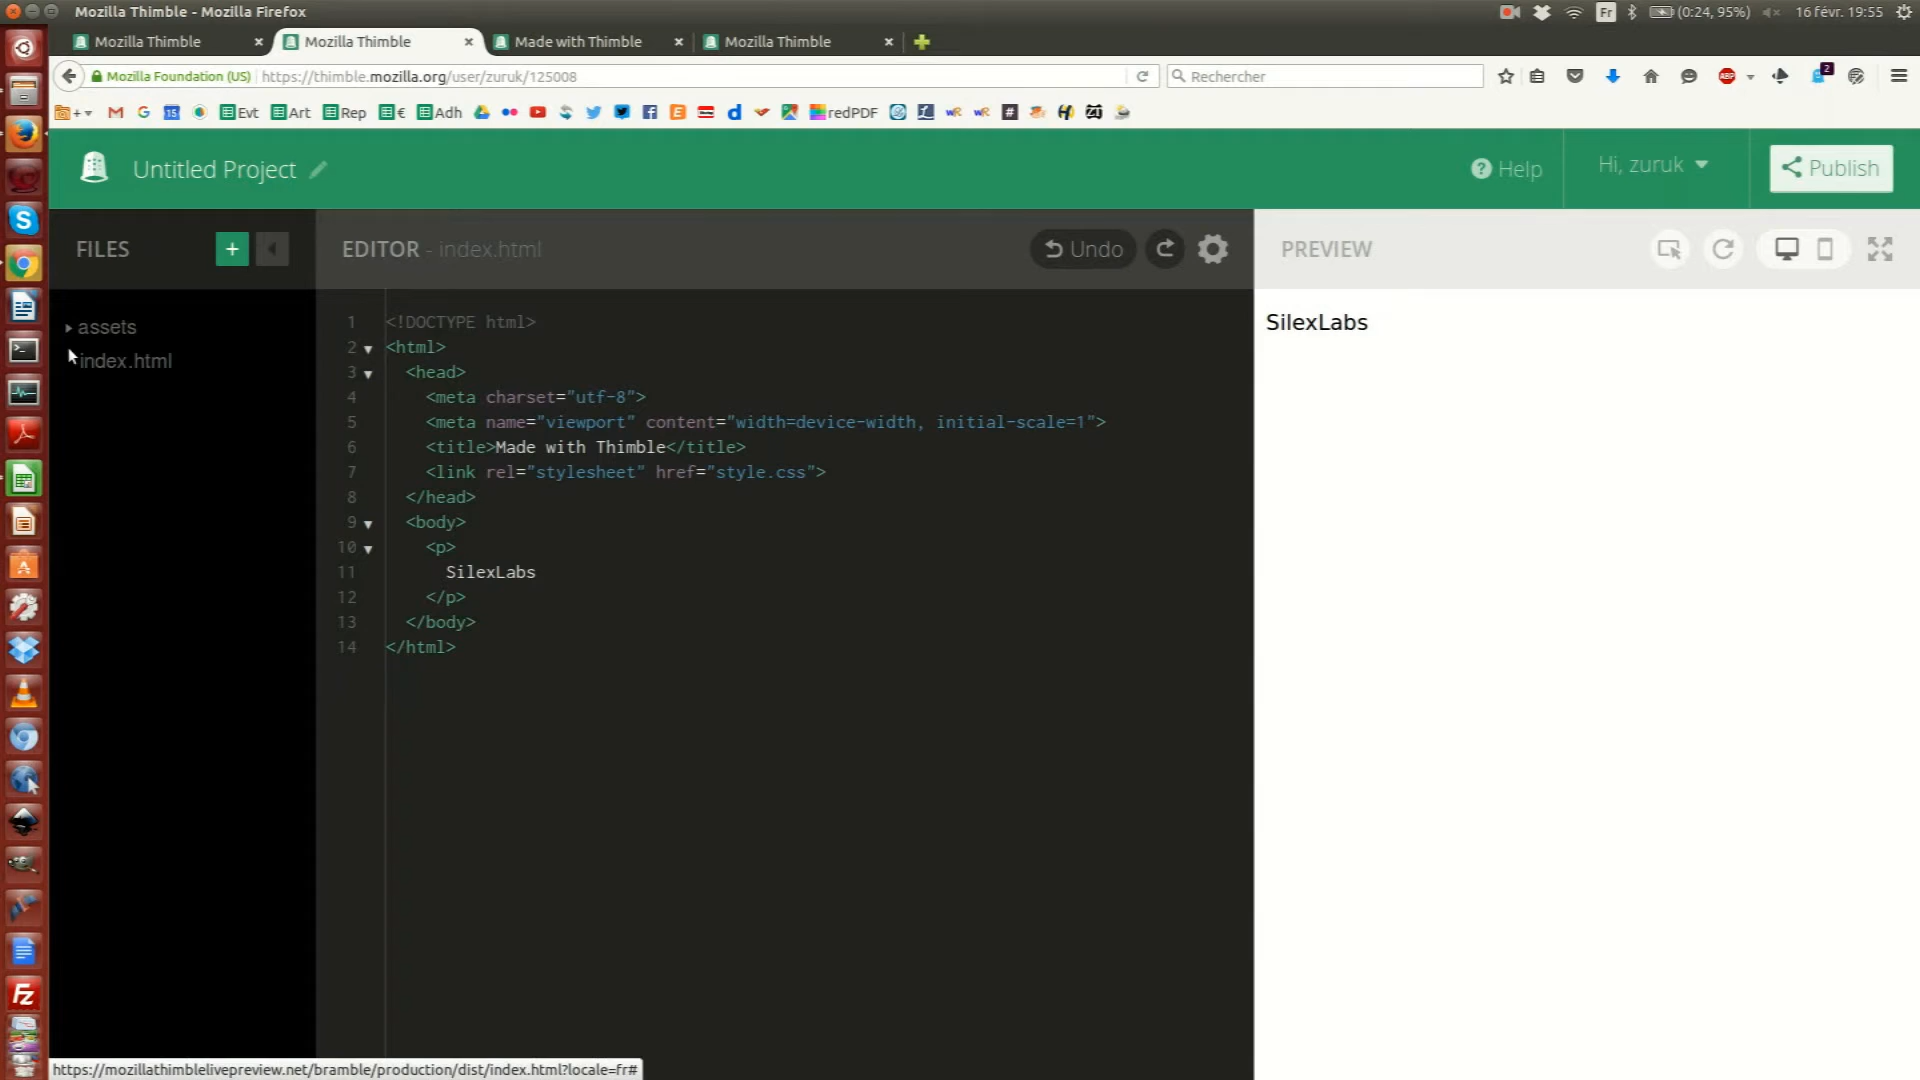 Mozilla Thimble - Mozilla Firefox
Fr (0:24, 95%) 16 févr. 19:55
Mozilla Thimble Mozilla Thimble Made with Thimble Mozilla Thimble
Mozilla Foundation (US) https://thimble.mozilla.org/user/zuruk/125008 Rechercher ABP 2
Evt Art Rep € Adh redPDF
Untitled Project Help Hi, zuruk Publish
FILES + EDITOR - index.html Undo PREVIEW
assets
index.html
1 <!DOCTYPE html>
2 <html>
3 <head>
4 <meta charset="utf-8">
5 <meta name="viewport" content="width=device-width, initial-scale=1">
6 <title>Made with Thimble</title>
7 <link rel="stylesheet" href="style.css">
8 </head>
9 <body>
10 <p>
11 SilexLabs
12 </p>
13 </body>
14 </html>
SilexLabs
https://mozillathimblelivepreview.net/bramble/production/dist/index.html?locale=fr#